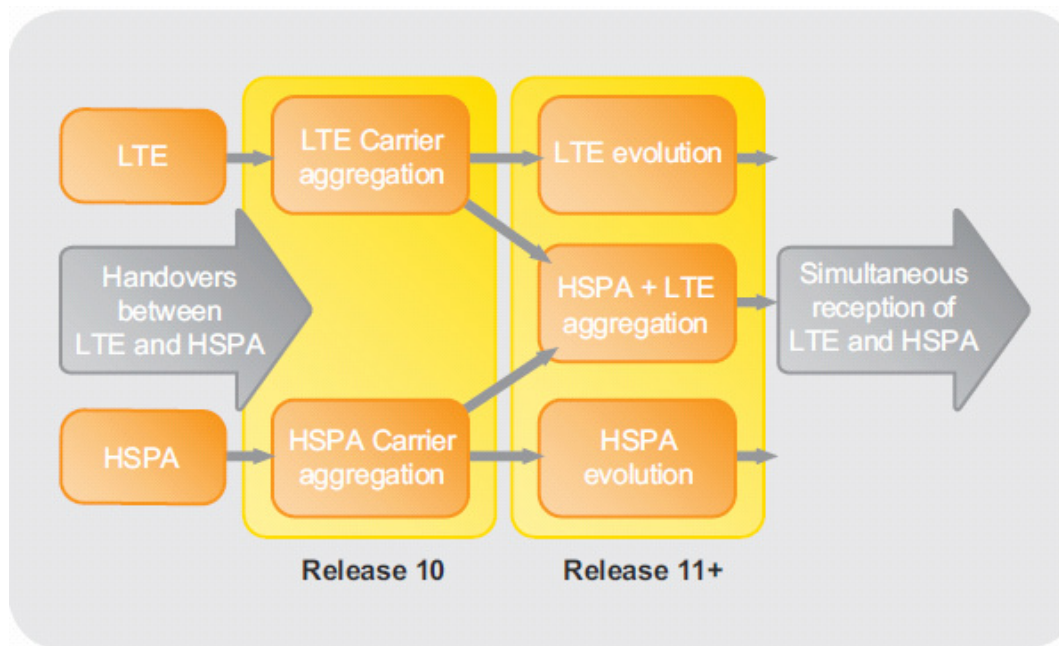 LTE
LTE Carrier
aggregation
LTE evolution
Handovers
between
LTE and HSPA
HSPA + LTE
aggregation
Simultaneous
reception of
LTE and HSPA
HSPA
HSPA Carrier
aggregation
HSPA
evolution
Release 10
Release 11+